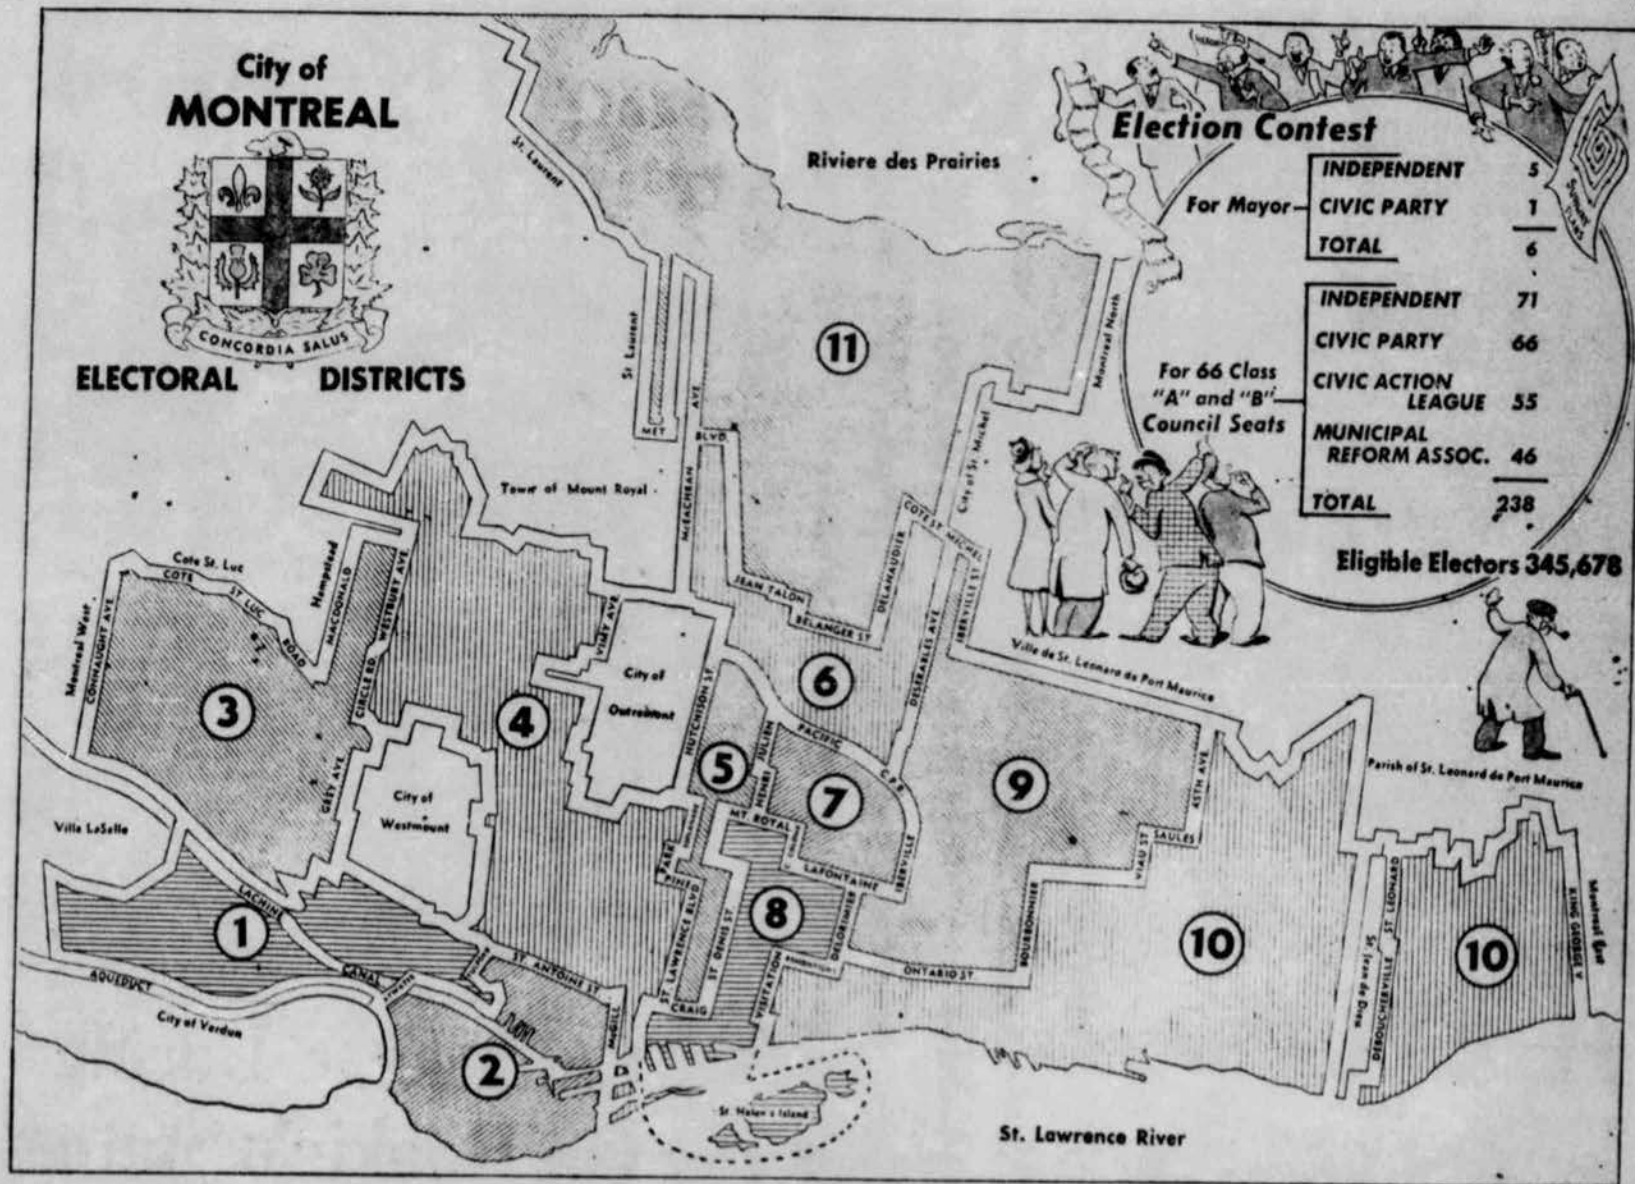 City of
MONTREAL
CONCORDIA SALUS
ELECTORAL DISTRICTS
Election Contest
For Mayor
INDEPENDENT 5
CIVIC PARTY 1
TOTAL 6
For 66 Class
"A" and "B"
Council Seats
INDEPENDENT 71
CIVIC PARTY 66
CIVIC ACTION
LEAGUE 55
MUNICIPAL
REFORM ASSOC. 46
TOTAL 238
Eligible Electors 345,678
Riviere des Prairies
St. Laurent
St Laurent
MET
BLVD
AVE
McEACHRAN
11
Montreal North
City of St. Michel
COTE ST. MICHEL
Town of Mount Royal
JEAN TALON
BELANGER ST
DELANAUDIER
DESERABLES AVE
IBERVILLE ST.
Ville de St. Leonard de Port Maurice
Parish of St. Leonard de Port Maurice
Cote St. Luc
COTE
ST LUC
ROAD
Hampstead
MACDONALD
WESTBURY AVE
Montreal West
CONNAUGHT AVE
3
CIRCLE RD
GREY AVE
4
VIMY AVE
City of
Outremont
HUTCHISON ST
5
HENRI JULIEN
6
PACIFIC
C.P.R.
7
MT. ROYAL
LAFONTAINE
IBERVILLE
9
45TH AVE
SAULES
VIAU ST
BOURBONNIER
City of
Westmount
Ville LaSalle
LACHINE
CANAL
1
AQUEDUCT
City of Verdun
2
ST ANTOINE ST
McGILL
PARK
PINE
ST. LAWRENCE BLVD
ST DENIS ST
CRAIG
8
VISITATION
DELORIMIER
ONTARIO ST
10
St Jean de Dieu
ST LEONARD
DEBOUCHERVILLE
10
KING GEORGE V
Montreal East
St. Helen's Island
St. Lawrence River